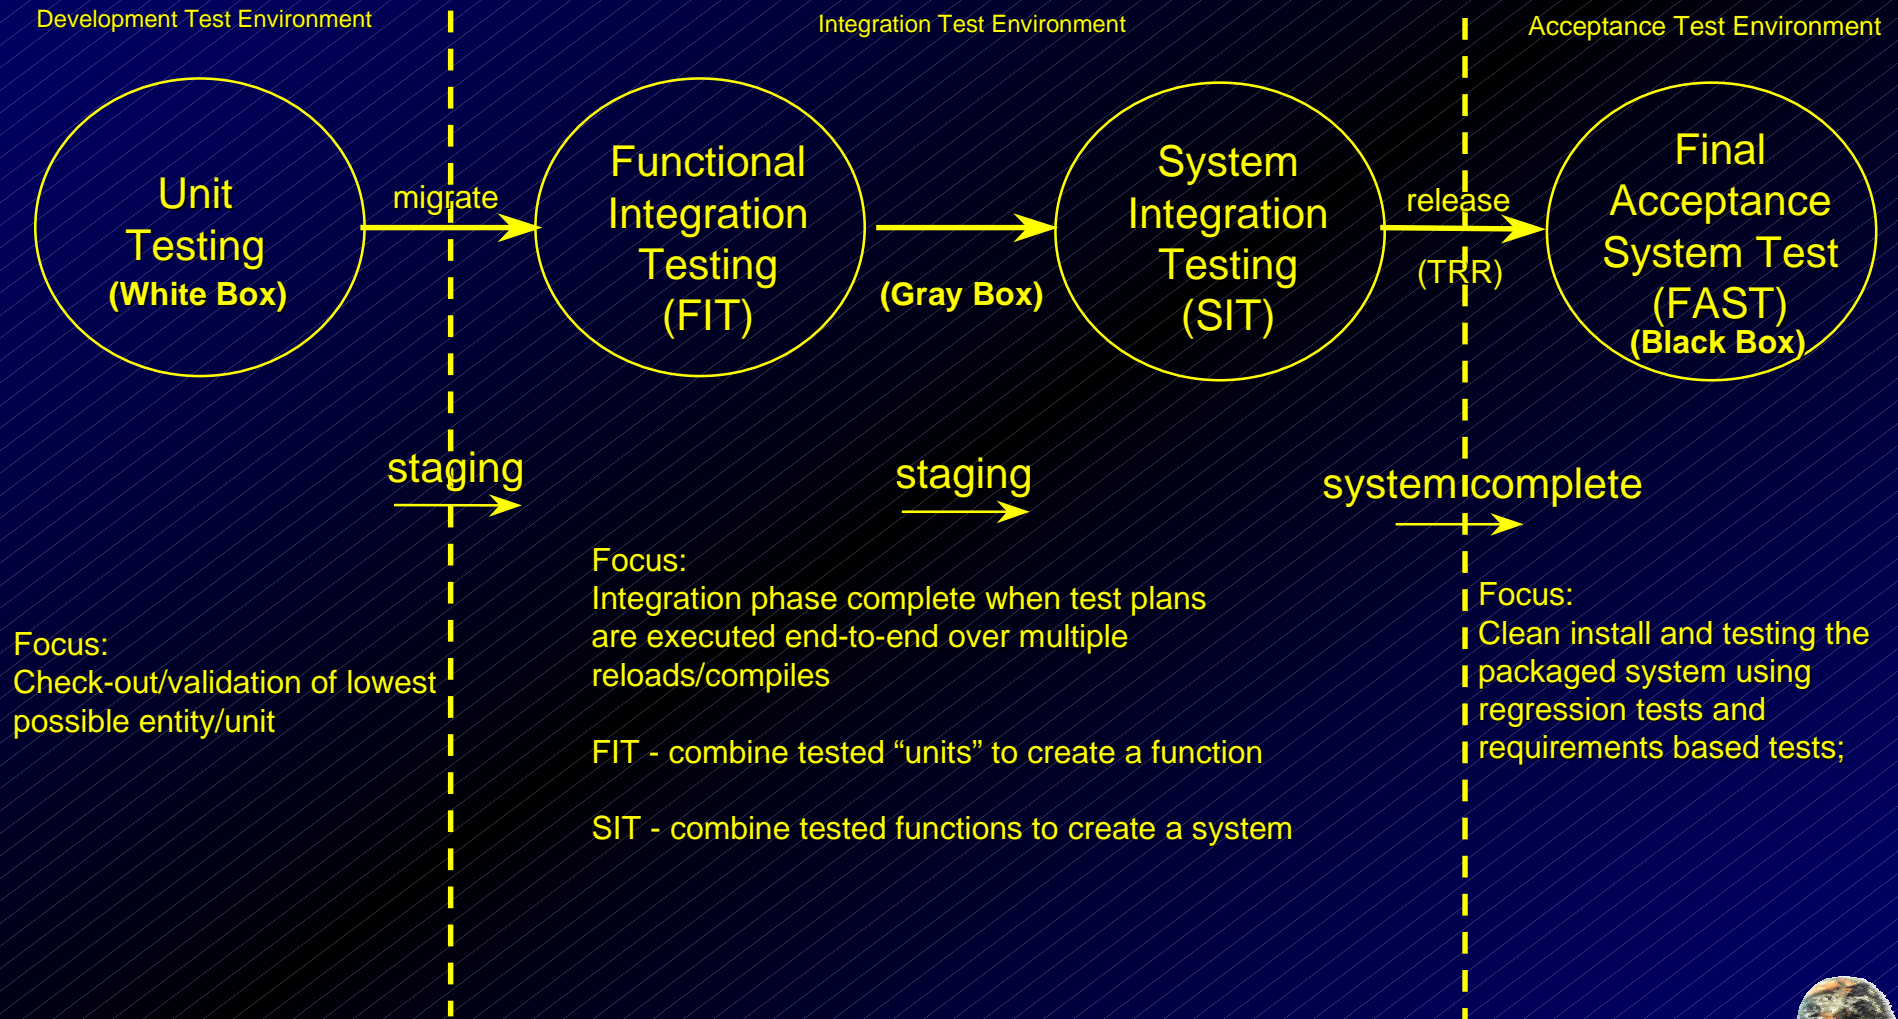 Development Test Environment
Integration Test Environment
Acceptance Test Environment
Unit
Testing
(White Box)
migrate
Functional
Integration
Testing
(FIT)
(Gray Box)
System
Integration
Testing
(SIT)
release
(TRR)
Final
Acceptance
System Test
(FAST)
(Black Box)
staging
staging
system complete
Focus:
Check-out/validation of lowest
possible entity/unit
Focus:
Integration phase complete when test plans
are executed end-to-end over multiple
reloads/compiles
FIT - combine tested “units” to create a function
SIT - combine tested functions to create a system
Focus:
Clean install and testing the
packaged system using
regression tests and
requirements based tests;